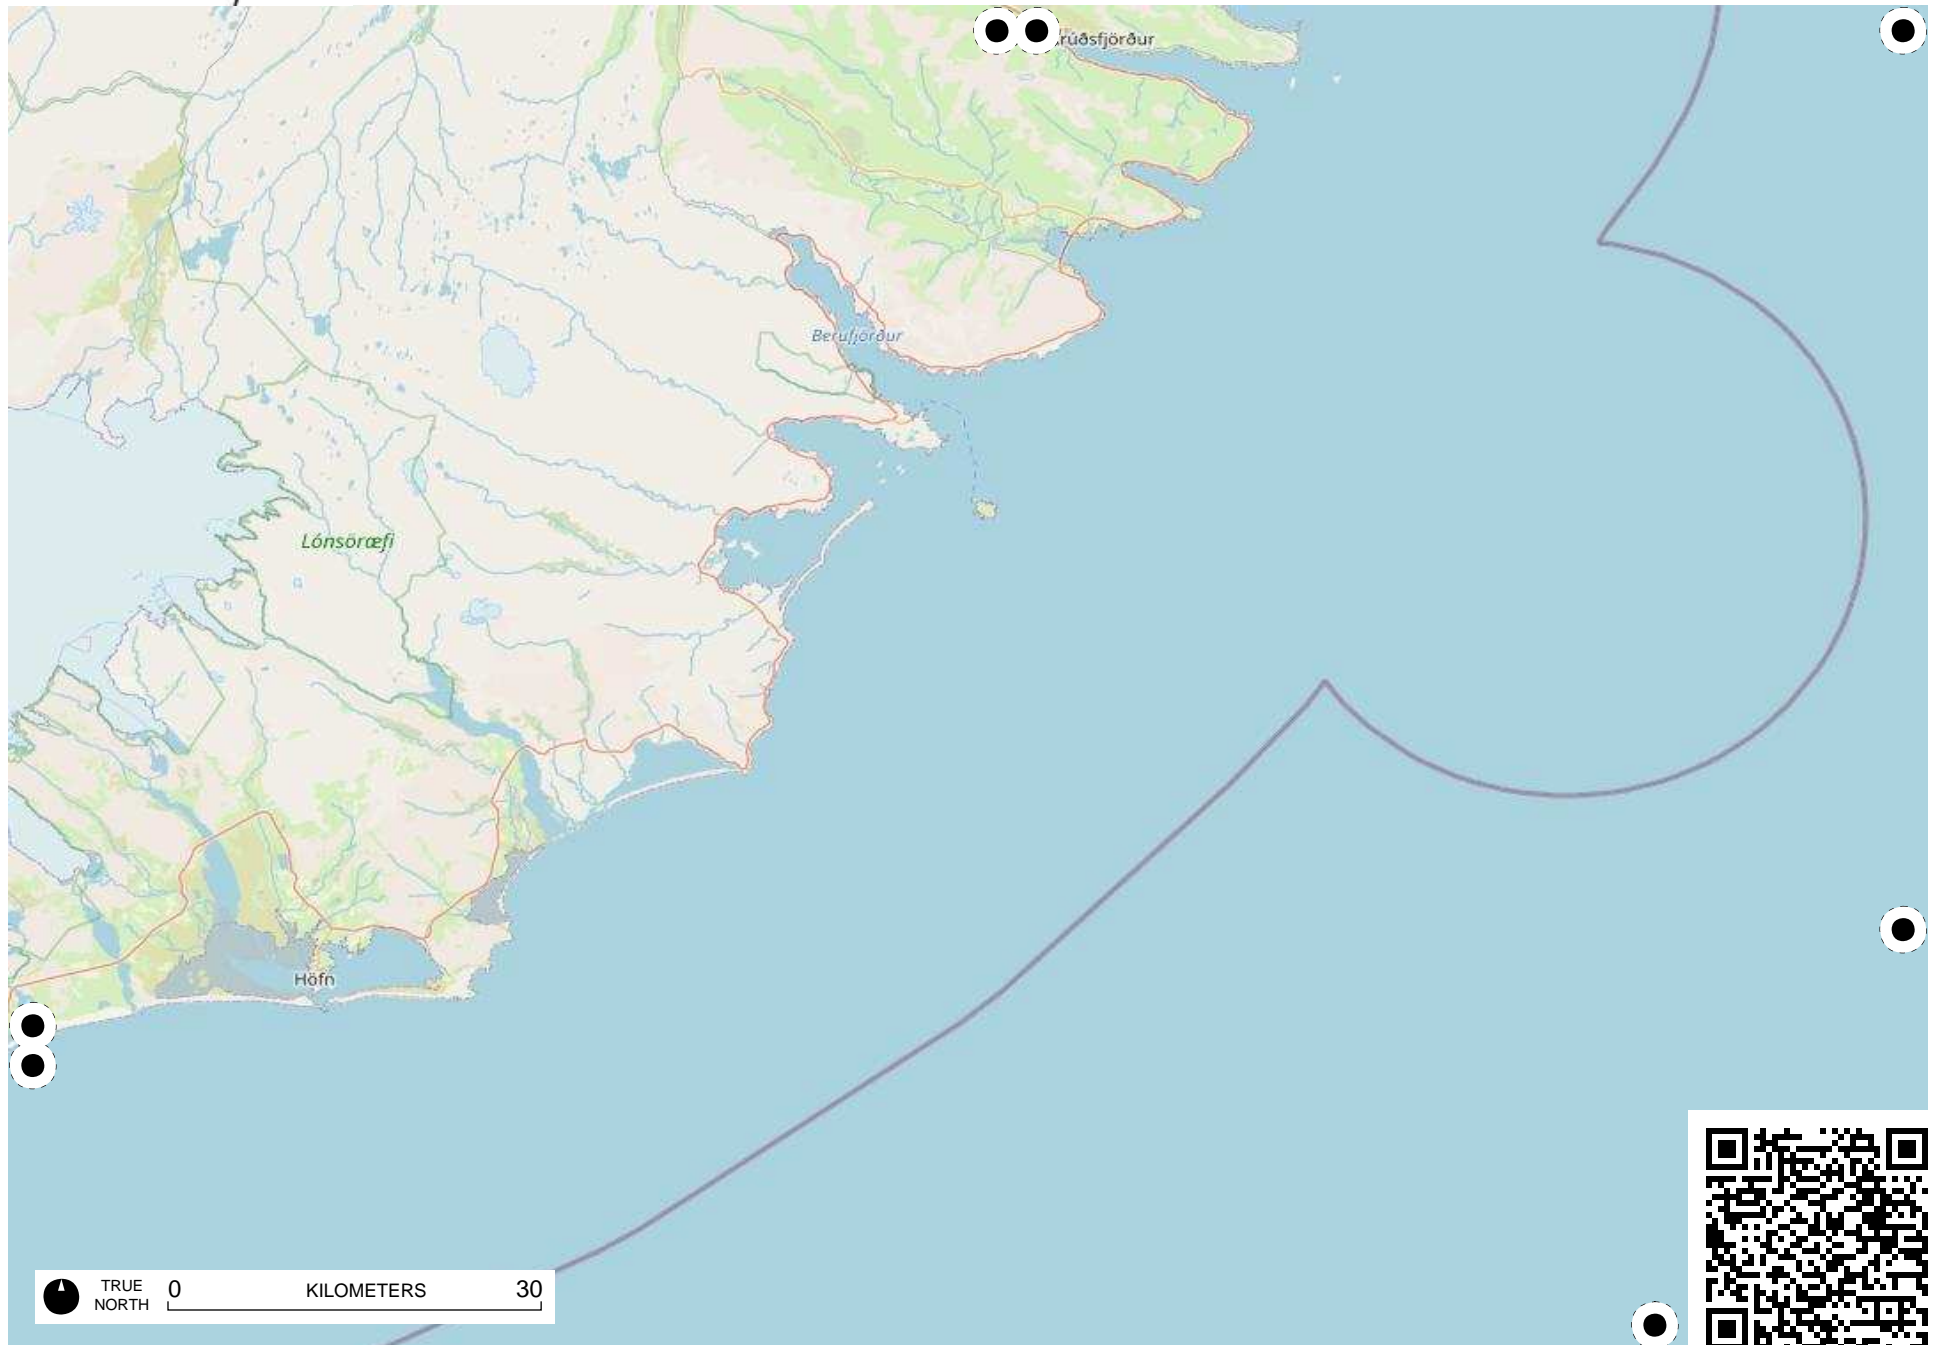 rúðsfjörður
Berufjörður
Lónsöræfi
Höfn
TRUE
NORTH
0 KILOMETERS 30